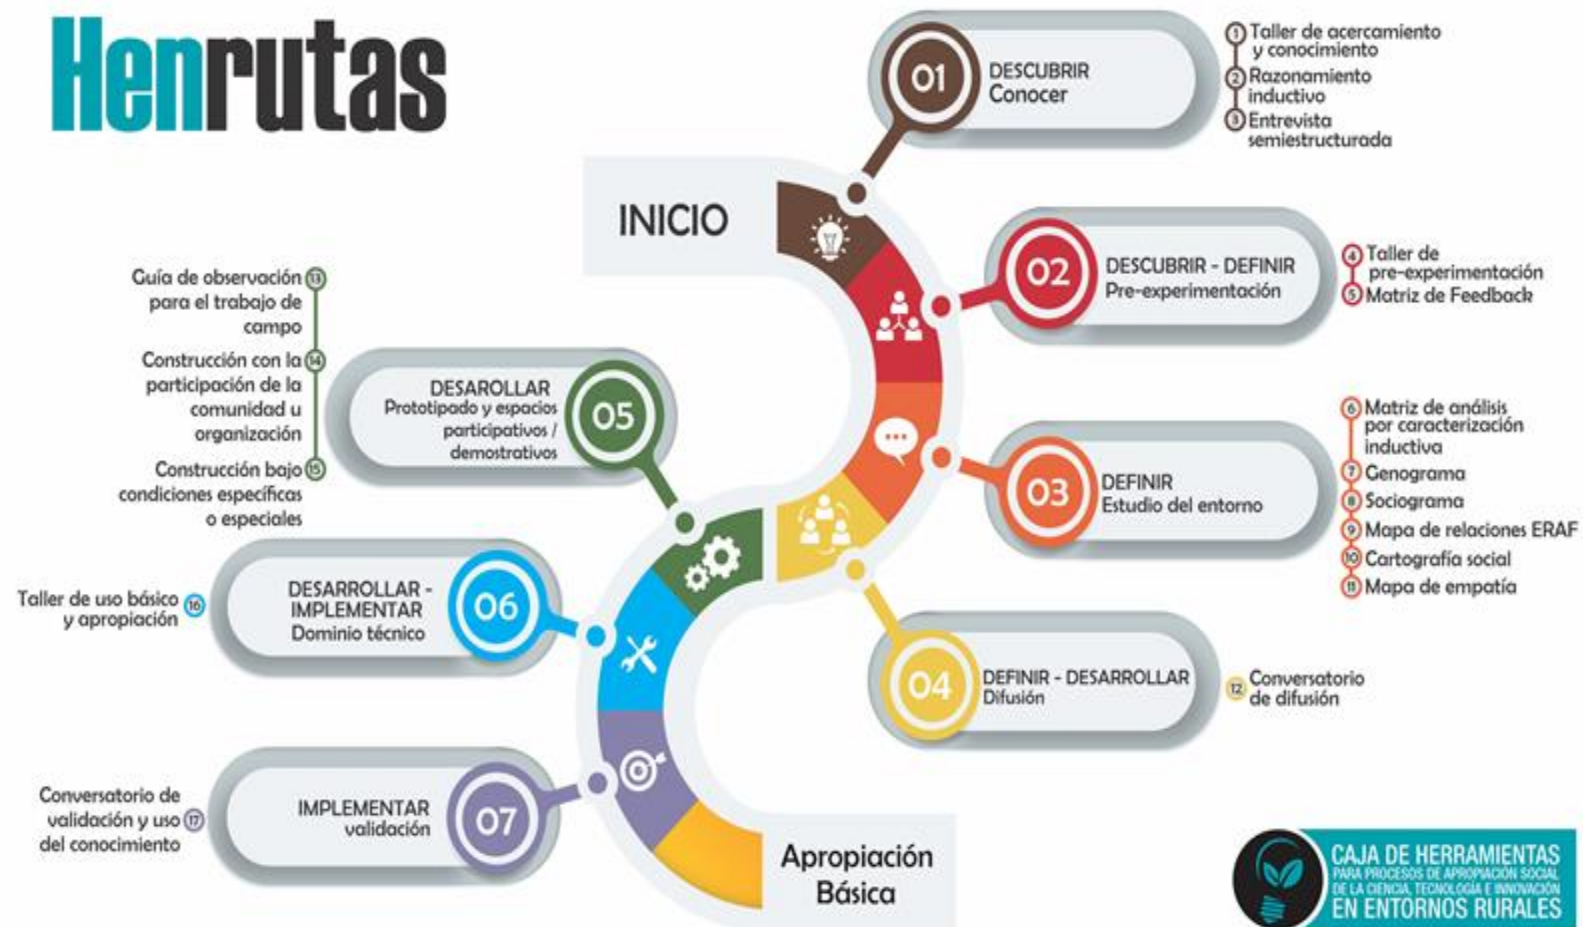 Henrutas
INICIO
01
DESCUBRIR
Conocer
1 Taller de acercamiento
y conocimiento
2 Razonamiento
inductivo
3 Entrevista
semiestructurada
02
DESCUBRIR - DEFINIR
Pre-experimentación
4 Taller de
pre-experimentación
5 Matriz de Feedback
03
DEFINIR
Estudio del entorno
6 Matriz de análisis
por caracterización
inductiva
7 Genograma
8 Sociograma
9 Mapa de relaciones ERAF
10 Cartografía social
11 Mapa de empatía
04
DEFINIR - DESARROLLAR
Difusión
12 Conversatorio
de difusión
05
DESAROLLAR
Prototipado y espacios
participativos /
demostrativos
Guía de observación 13
para el trabajo de
campo
Construcción con la 14
participación de la
comunidad u
organización
Construcción bajo 15
condiciones específicas
o especiales
06
DESARROLLAR -
IMPLEMENTAR
Dominio técnico
Taller de uso básico 16
y apropiación
07
IMPLEMENTAR
validación
Conversatorio de
validación y uso 17
del conocimiento
Apropiación
Básica
CAJA DE HERRAMIENTAS
PARA PROCESOS DE APROPIACIÓN SOCIAL
DE LA CIENCIA, TECNOLOGÍA E INNOVACIÓN
EN ENTORNOS RURALES